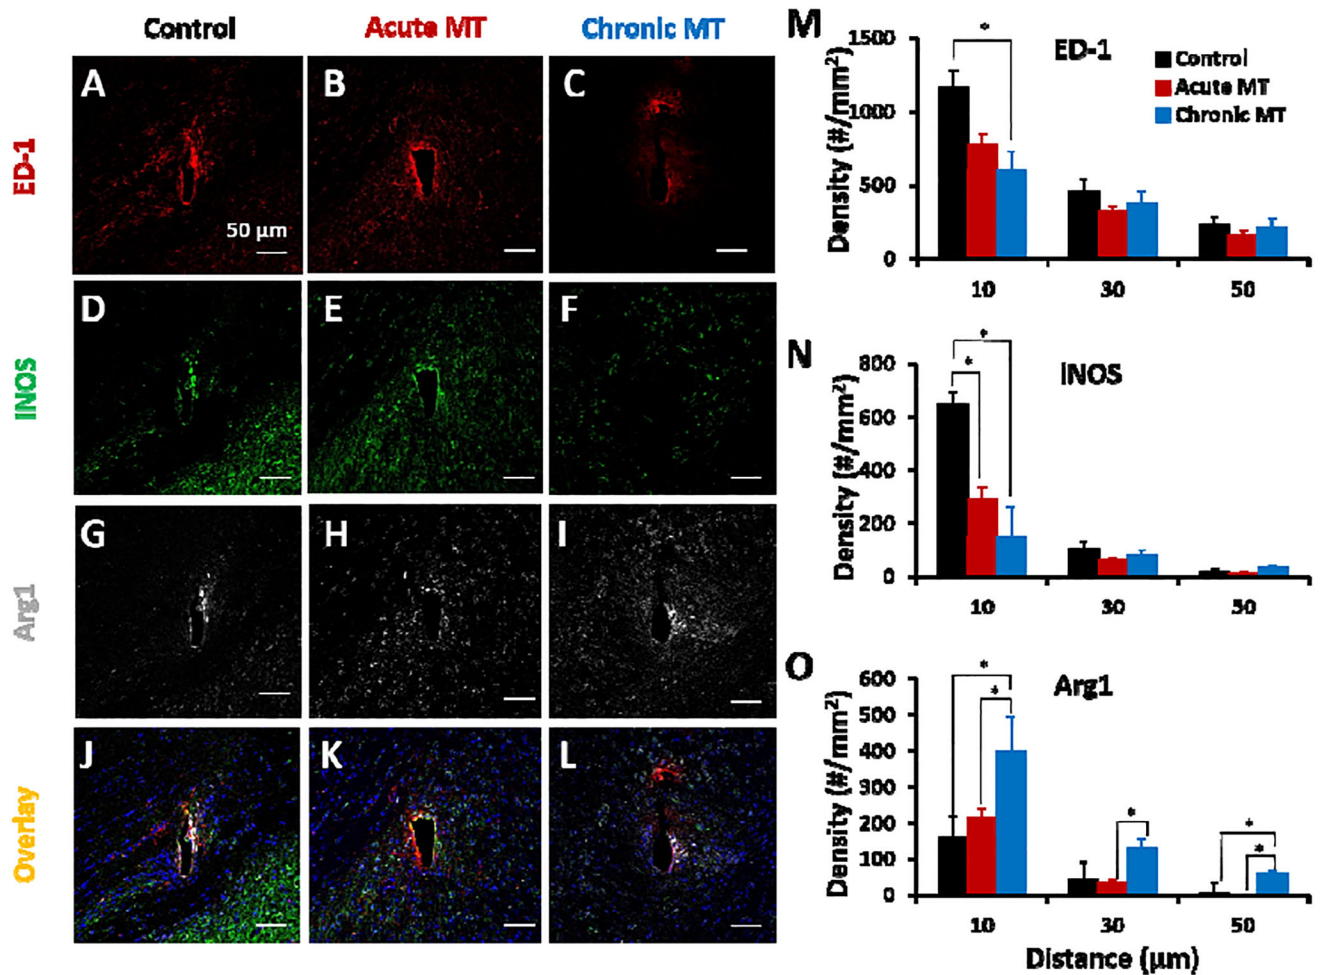 Control
Acute MT
Chronic MT
ED-1
A
50 µm
B
C
iNOS
D
E
F
Arg1
G
H
I
Overlay
J
K
L
M
ED-1
Control
Acute MT
Chronic MT
Density (#/mm²)
1500
1000
500
0
*
10
30
50
N
iNOS
Density (#/mm²)
800
600
400
200
0
*
*
10
30
50
O
Arg1
Density (#/mm²)
600
500
400
300
200
100
0
*
*
*
*
*
10
30
50
Distance (µm)